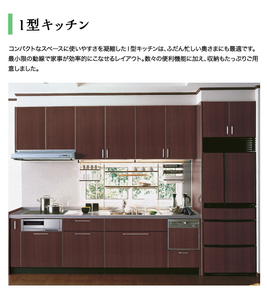 I型キッチン
コンパクトなスペースに使いやすさを凝縮したI型キッチンは、ふだん忙しい奥さまにも最適です。
最小限の動線で家事が効率的にこなせるレイアウト。数々の便利機能に加え、収納もたっぷりご用
意しました。